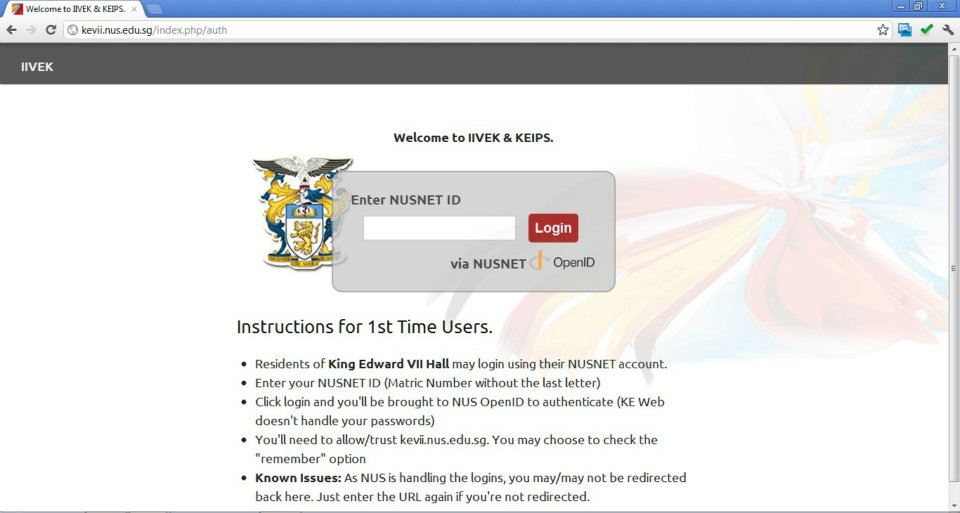 Welcome to IIVEK & KEIPS.
kevii.nus.edu.sg/index.php/auth
IIVEK
Welcome to IIVEK & KEIPS.
Enter NUSNET ID
Login
via NUSNET OpenID
Instructions for 1st Time Users.
Residents of King Edward VII Hall may login using their NUSNET account.
Enter your NUSNET ID (Matric Number without the last letter)
Click login and you'll be brought to NUS OpenID to authenticate (KE Web
doesn't handle your passwords)
You'll need to allow/trust kevii.nus.edu.sg. You may choose to check the
"remember" option
Known Issues: As NUS is handling the logins, you may/may not be redirected
back here. Just enter the URL again if you're not redirected.